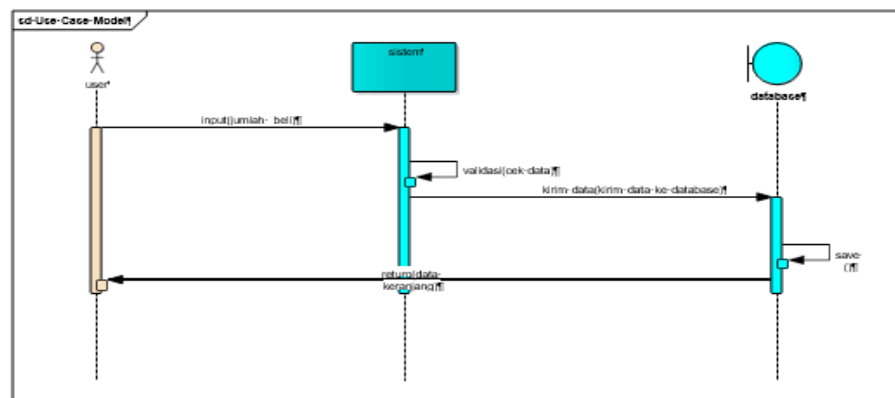 sd·Use·Case·Model¶
user¶
sistem¶
database¶
input(jumlah· beli)¶
validasi(cek·data)¶
kirim·data(kirim·data·ke·database)¶
save·
()¶
return(data·
keranjang)¶